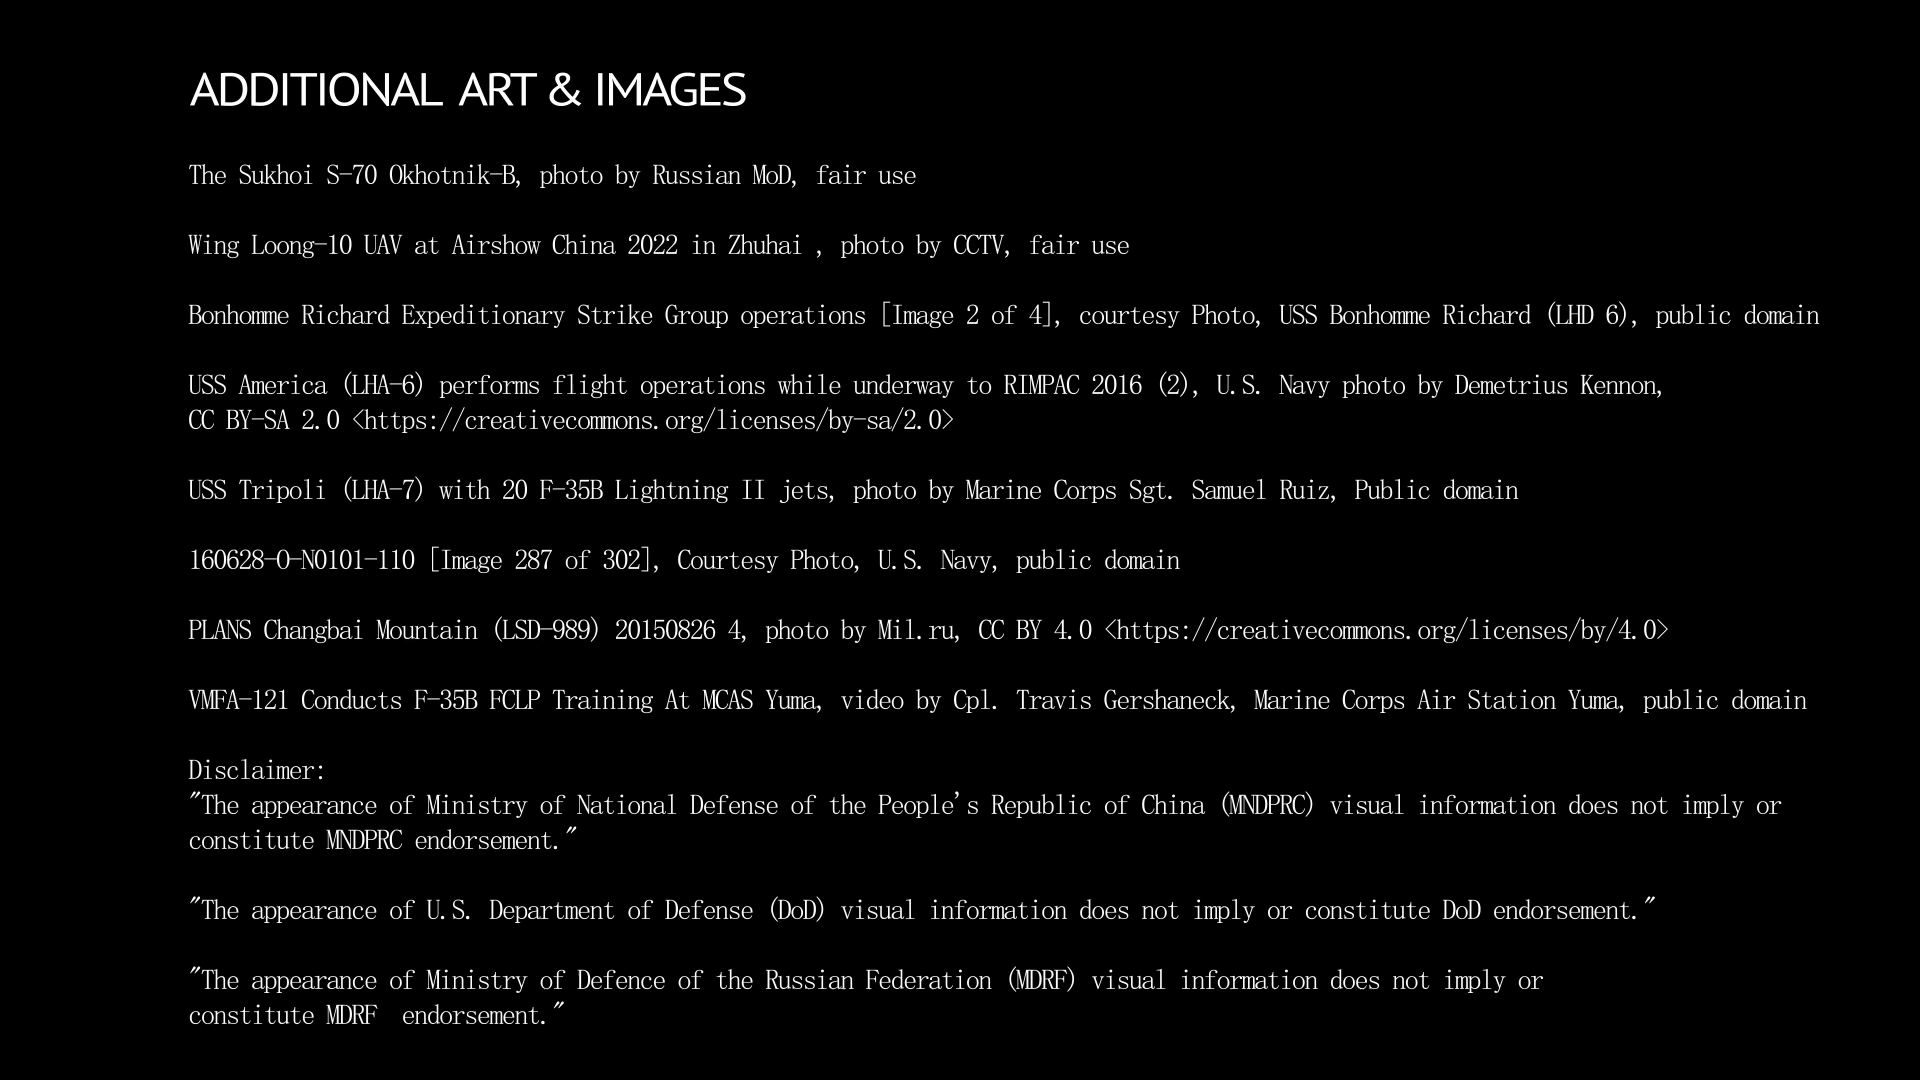 ADDITIONAL ART & IMAGES
The Sukhoi S-70 Okhotnik-B, photo by Russian MoD, fair use
Wing Loong-10 UAV at Airshow China 2022 in Zhuhai , photo by CCTV, fair use
Bonhomme Richard Expeditionary Strike Group operations [Image 2 of 4], courtesy Photo, USS Bonhomme Richard (LHD 6), public domain
USS America (LHA-6) performs flight operations while underway to RIMPAC 2016 (2), U.S. Navy photo by Demetrius Kennon,
CC BY-SA 2.0 <https://creativecommons.org/licenses/by-sa/2.0>
USS Tripoli (LHA-7) with 20 F-35B Lightning II jets, photo by Marine Corps Sgt. Samuel Ruiz, Public domain
160628-O-N0101-110 [Image 287 of 302], Courtesy Photo, U.S. Navy, public domain
PLANS Changbai Mountain (LSD-989) 20150826 4, photo by Mil.ru, CC BY 4.0 <https://creativecommons.org/licenses/by/4.0>
VMFA-121 Conducts F-35B FCLP Training At MCAS Yuma, video by Cpl. Travis Gershaneck, Marine Corps Air Station Yuma, public domain
Disclaimer:
"The appearance of Ministry of National Defense of the People's Republic of China (MNDPRC) visual information does not imply or
constitute MNDPRC endorsement."
"The appearance of U.S. Department of Defense (DoD) visual information does not imply or constitute DoD endorsement."
"The appearance of Ministry of Defence of the Russian Federation (MDRF) visual information does not imply or
constitute MDRF  endorsement."